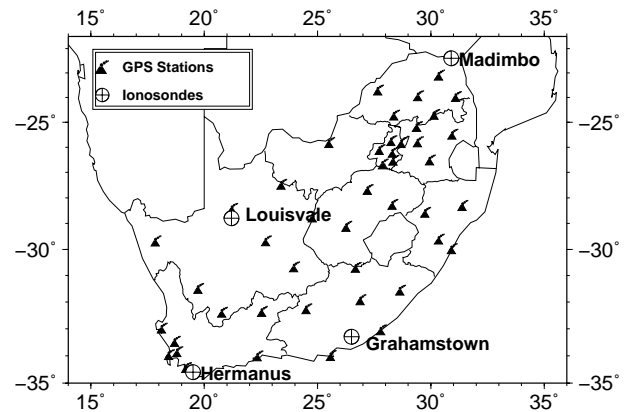 15° 20° 25° 30° 35°
GPS Stations
Ionosondes
Madimbo
−25° −25°
Louisvale
−30° −30°
Grahamstown
Hermanus
−35° −35°
15° 20° 25° 30° 35°